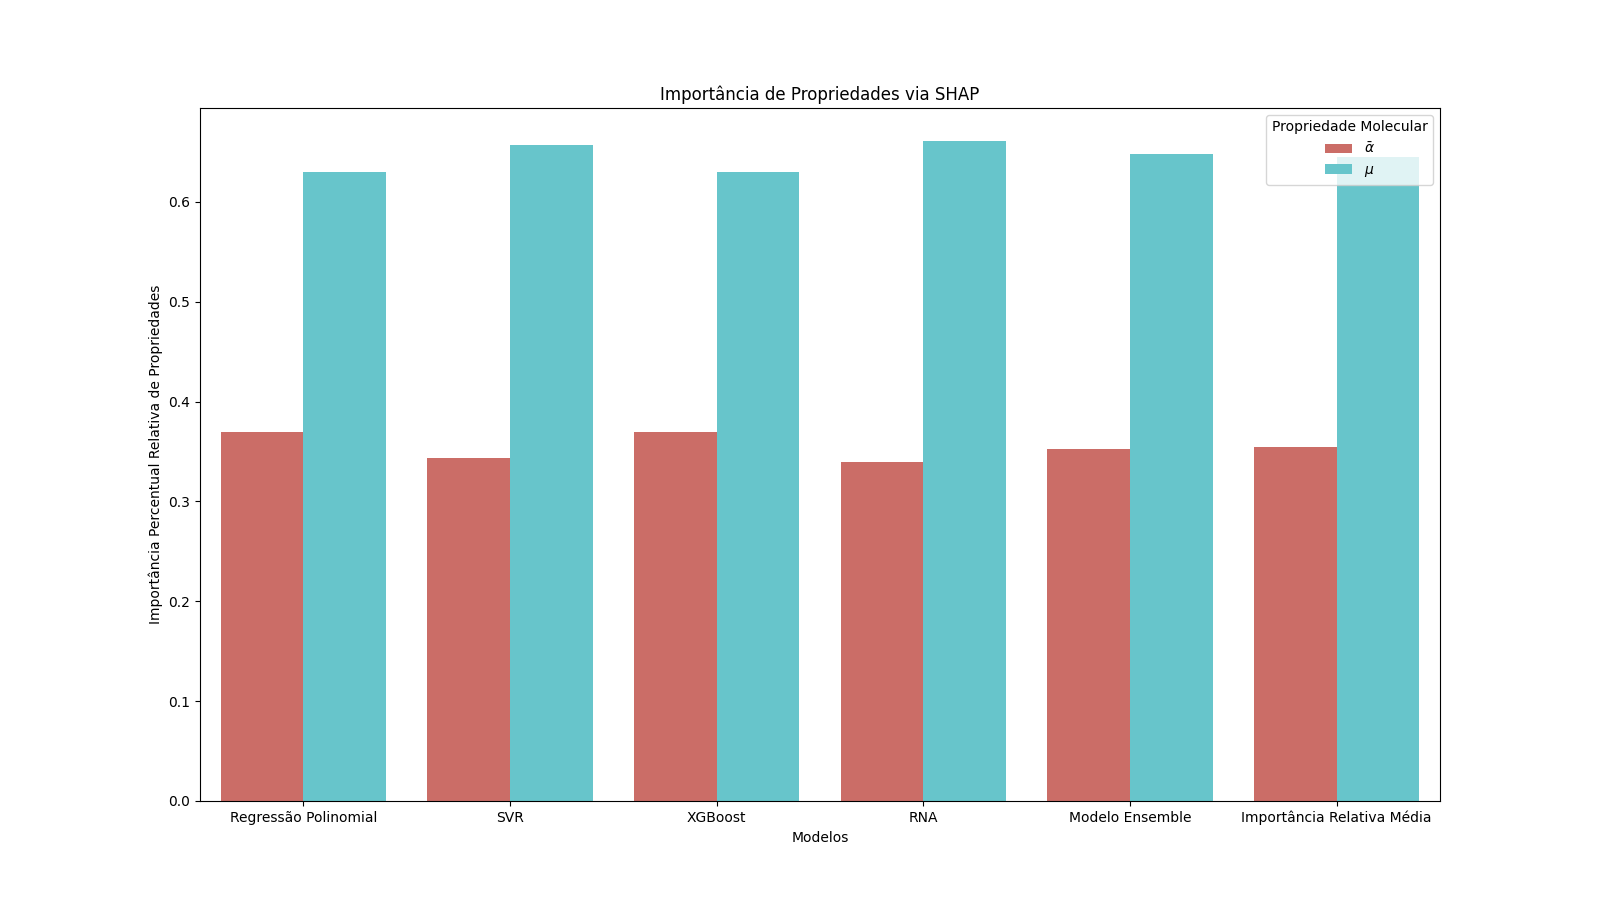 Importância de Propriedades via SHAP
Propriedade Molecular
ᾱ
μ
Importância Percentual Relativa de Propriedades
0.6
0.5
0.4
0.3
0.2
0.1
0.0
Regressão Polinomial SVR XGBoost RNA Modelo Ensemble Importância Relativa Média
Modelos